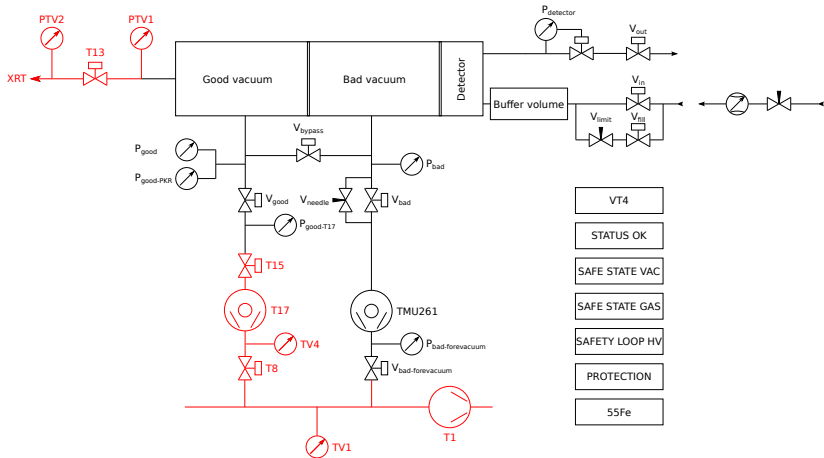 PTV2
PTV1
T13
XRT
Good vacuum
Bad vacuum
Detector
P_detector
V_out
V_in
Buffer volume
V_limit
V_fill
V_bypass
P_good
P_good-PKR
P_bad
V_good
V_needle
V_bad
P_good-T17
T15
T17
TMU261
TV4
P_bad-forevacuum
T8
V_bad-forevacuum
T1
TV1
VT4
STATUS OK
SAFE STATE VAC
SAFE STATE GAS
SAFETY LOOP HV
PROTECTION
55Fe